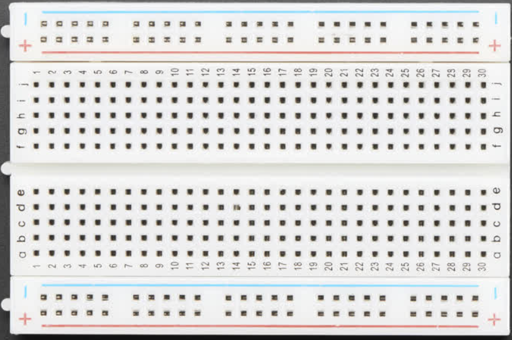 − −
+ +
1 2 3 4 5 6 7 8 9 10 11 12 13 14 15 16 17 18 19 20 21 22 23 24 25 26 27 28 29 30
j j
i i
h h
g g
f f
e e
d d
c c
b b
a a
1 2 3 4 5 6 7 8 9 10 11 12 13 14 15 16 17 18 19 20 21 22 23 24 25 26 27 28 29 30
− −
+ +